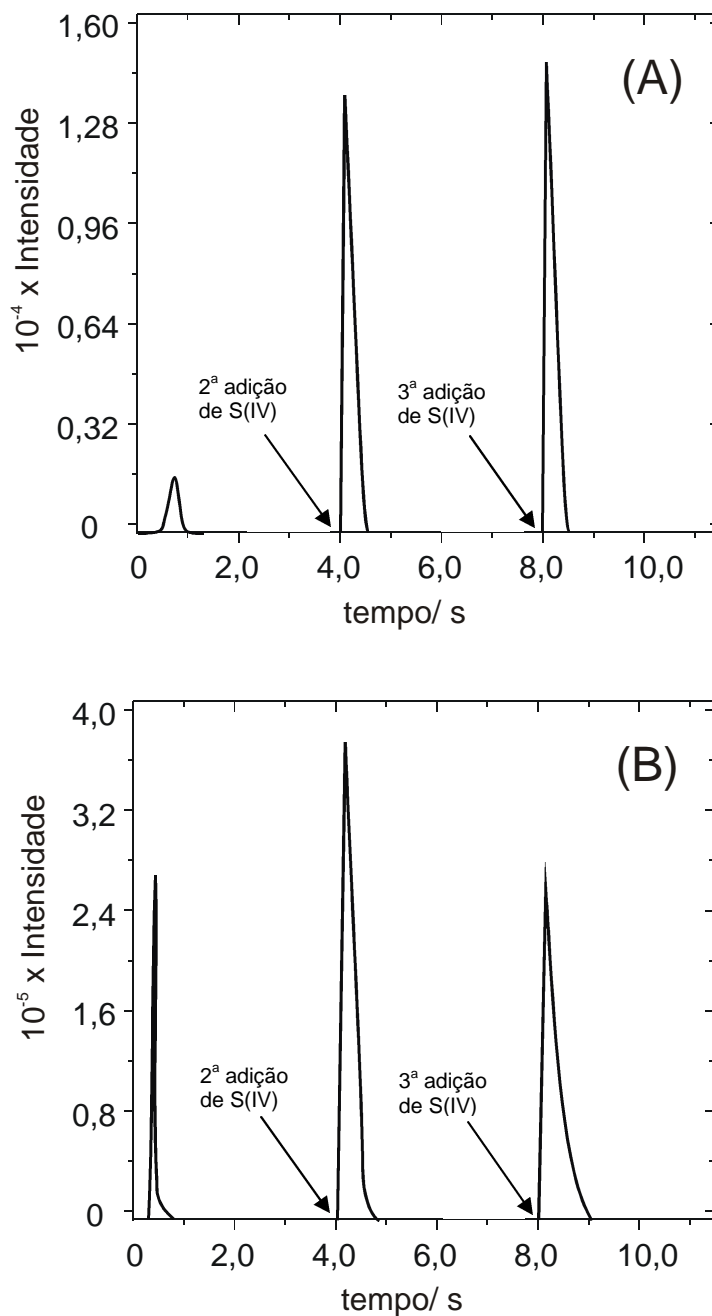 (A)
1,60
1,28
0,96
0,64
0,32
0
10⁻⁴ x Intensidade
2ª adição
de S(IV)
3ª adição
de S(IV)
0 2,0 4,0 6,0 8,0 10,0
tempo/ s
(B)
4,0
3,2
2,4
1,6
0,8
0
10⁻⁵ x Intensidade
2ª adição
de S(IV)
3ª adição
de S(IV)
0 2,0 4,0 6,0 8,0 10,0
tempo/ s